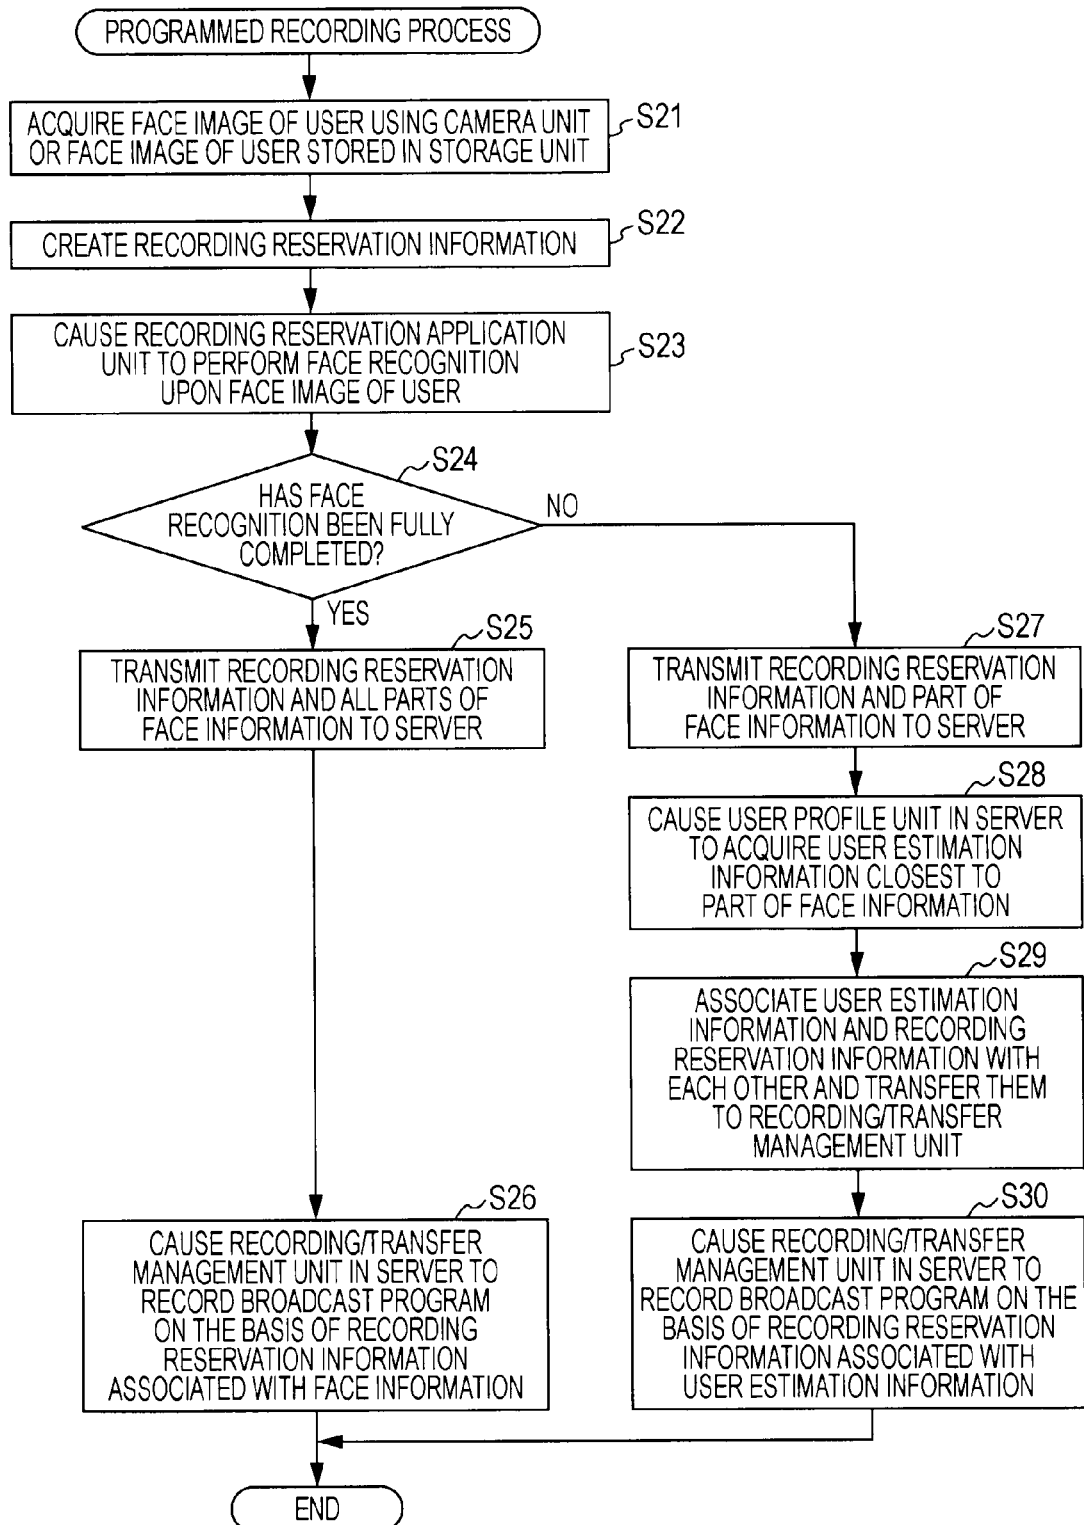 PROGRAMMED RECORDING PROCESS
ACQUIRE FACE IMAGE OF USER USING CAMERA UNIT
OR FACE IMAGE OF USER STORED IN STORAGE UNIT
S21
CREATE RECORDING RESERVATION INFORMATION
S22
CAUSE RECORDING RESERVATION APPLICATION
UNIT TO PERFORM FACE RECOGNITION
UPON FACE IMAGE OF USER
S23
S24
HAS FACE
RECOGNITION BEEN FULLY
COMPLETED?
NO
YES
S25
TRANSMIT RECORDING RESERVATION
INFORMATION AND ALL PARTS OF
FACE INFORMATION TO SERVER
S27
TRANSMIT RECORDING RESERVATION
INFORMATION AND PART OF
FACE INFORMATION TO SERVER
S28
CAUSE USER PROFILE UNIT IN SERVER
TO ACQUIRE USER ESTIMATION
INFORMATION CLOSEST TO
PART OF FACE INFORMATION
S29
ASSOCIATE USER ESTIMATION
INFORMATION AND RECORDING
RESERVATION INFORMATION WITH
EACH OTHER AND TRANSFER THEM
TO RECORDING/TRANSFER
MANAGEMENT UNIT
S26
CAUSE RECORDING/TRANSFER
MANAGEMENT UNIT IN SERVER TO
RECORD BROADCAST PROGRAM
ON THE BASIS OF RECORDING
RESERVATION INFORMATION
ASSOCIATED WITH FACE INFORMATION
S30
CAUSE RECORDING/TRANSFER
MANAGEMENT UNIT IN SERVER TO
RECORD BROADCAST PROGRAM ON THE
BASIS OF RECORDING RESERVATION
INFORMATION ASSOCIATED WITH
USER ESTIMATION INFORMATION
END